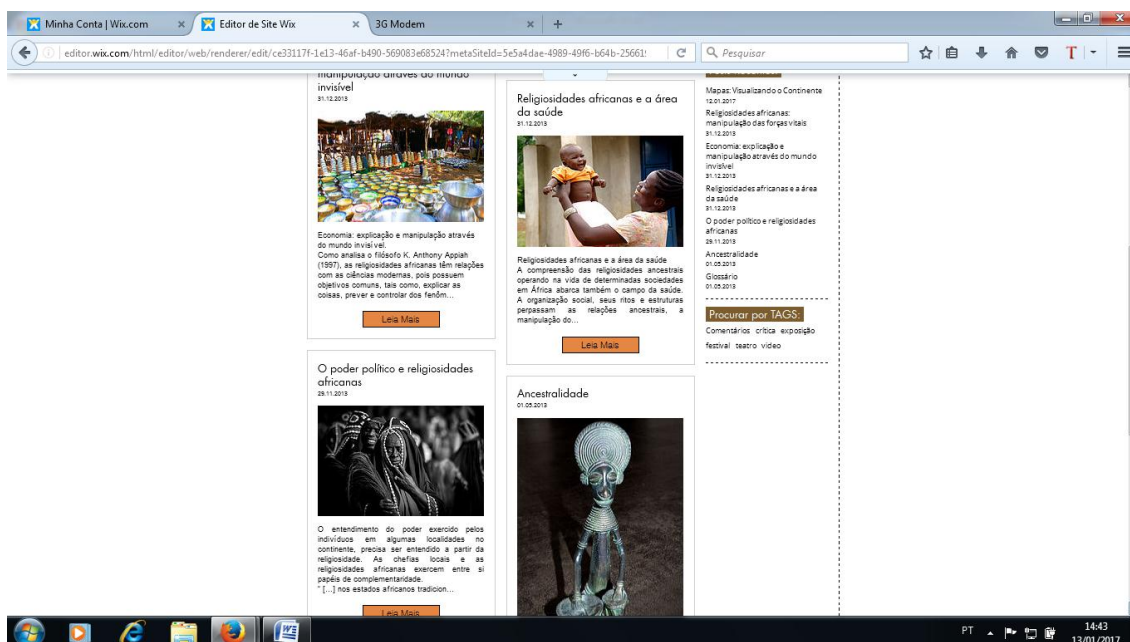 Minha Conta | Wix.com
Editor de Site Wix
3G Modem
editor.wix.com/html/editor/web/renderer/edit/ce33117f-1e13-46af-b490-569083e68524?metaSiteId=5e5a4dae-4989-49f6-b64b-25661
Pesquisar
manipulação através do mundo
invisível
31.12.2013
Economia: explicação e manipulação através
do mundo invisível.
Como analisa o filósofo K. Anthony Appiah
(1997), as religiosidades africanas têm relações
com as ciências modernas, pois possuem
objetivos comuns, tais como, explicar as
coisas, prever e controlar dos fenôm...
Leia Mais
O poder político e religiosidades
africanas
29.11.2013
O entendimento do poder exercido pelos
indivíduos em algumas localidades no
continente, precisa ser entendido a partir da
religiosidade. As chefias locais e as
religiosidades africanas exercem entre si
papéis de complementaridade.
" [...] nos estados africanos tradicion...
Leia Mais
Religiosidades africanas e a área
da saúde
31.12.2013
Religiosidades africanas e a área da saúde
A compreensão das religiosidades ancestrais
operando na vida de determinadas sociedades
em África abarca também o campo da saúde.
A organização social, seus ritos e estruturas
perpassam as relações ancestrais, a
manipulação do...
Leia Mais
Ancestralidade
01.05.2013
Mapas: Visualizando o Continente
12.01.2017
Religiosidades africanas:
manipulação das forças vitais
31.12.2013
Economia: explicação e
manipulação através do mundo
invisível
31.12.2013
Religiosidades africanas e a área
da saúde
31.12.2013
O poder político e religiosidades
africanas
29.11.2013
Ancestralidade
01.05.2013
Glossário
01.05.2013
Procurar por TAGS:
Comentários crítica exposição
festival teatro video
PT
14:43
13/01/2017